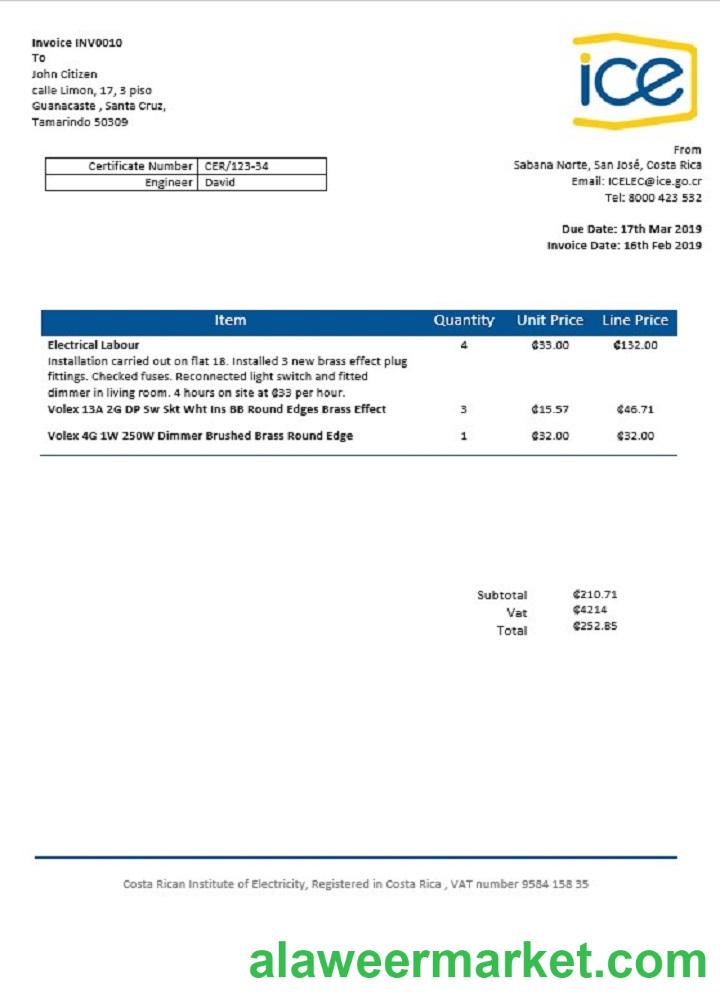 Invoice INV0010
To
John Citizen
calle Limon, 17, 3 piso
Guanacaste , Santa Cruz,
Tamarindo 50309
ice
From
Sabana Norte, San José, Costa Rica
Email: ICELEC@ice.go.cr
Tel: 8000 423 532
Certificate Number CER/123-34
Engineer David
Due Date: 17th Mar 2019
Invoice Date: 16th Feb 2019
Item Quantity Unit Price Line Price
Electrical Labour 4 ₡33.00 ₡132.00
Installation carried out on flat 18. Installed 3 new brass effect plug
fittings. Checked fuses. Reconnected light switch and fitted
dimmer in living room. 4 hours on site at ₡33 per hour.
Volex 13A 2G DP Sw Skt Wht Ins BB Round Edges Brass Effect 3 ₡15.57 ₡46.71
Volex 4G 1W 250W Dimmer Brushed Brass Round Edge 1 ₡32.00 ₡32.00
Subtotal ₡210.71
Vat ₡4214
Total ₡252.85
Costa Rican Institute of Electricity, Registered in Costa Rica , VAT number 9584 158 35
alaweermarket.com